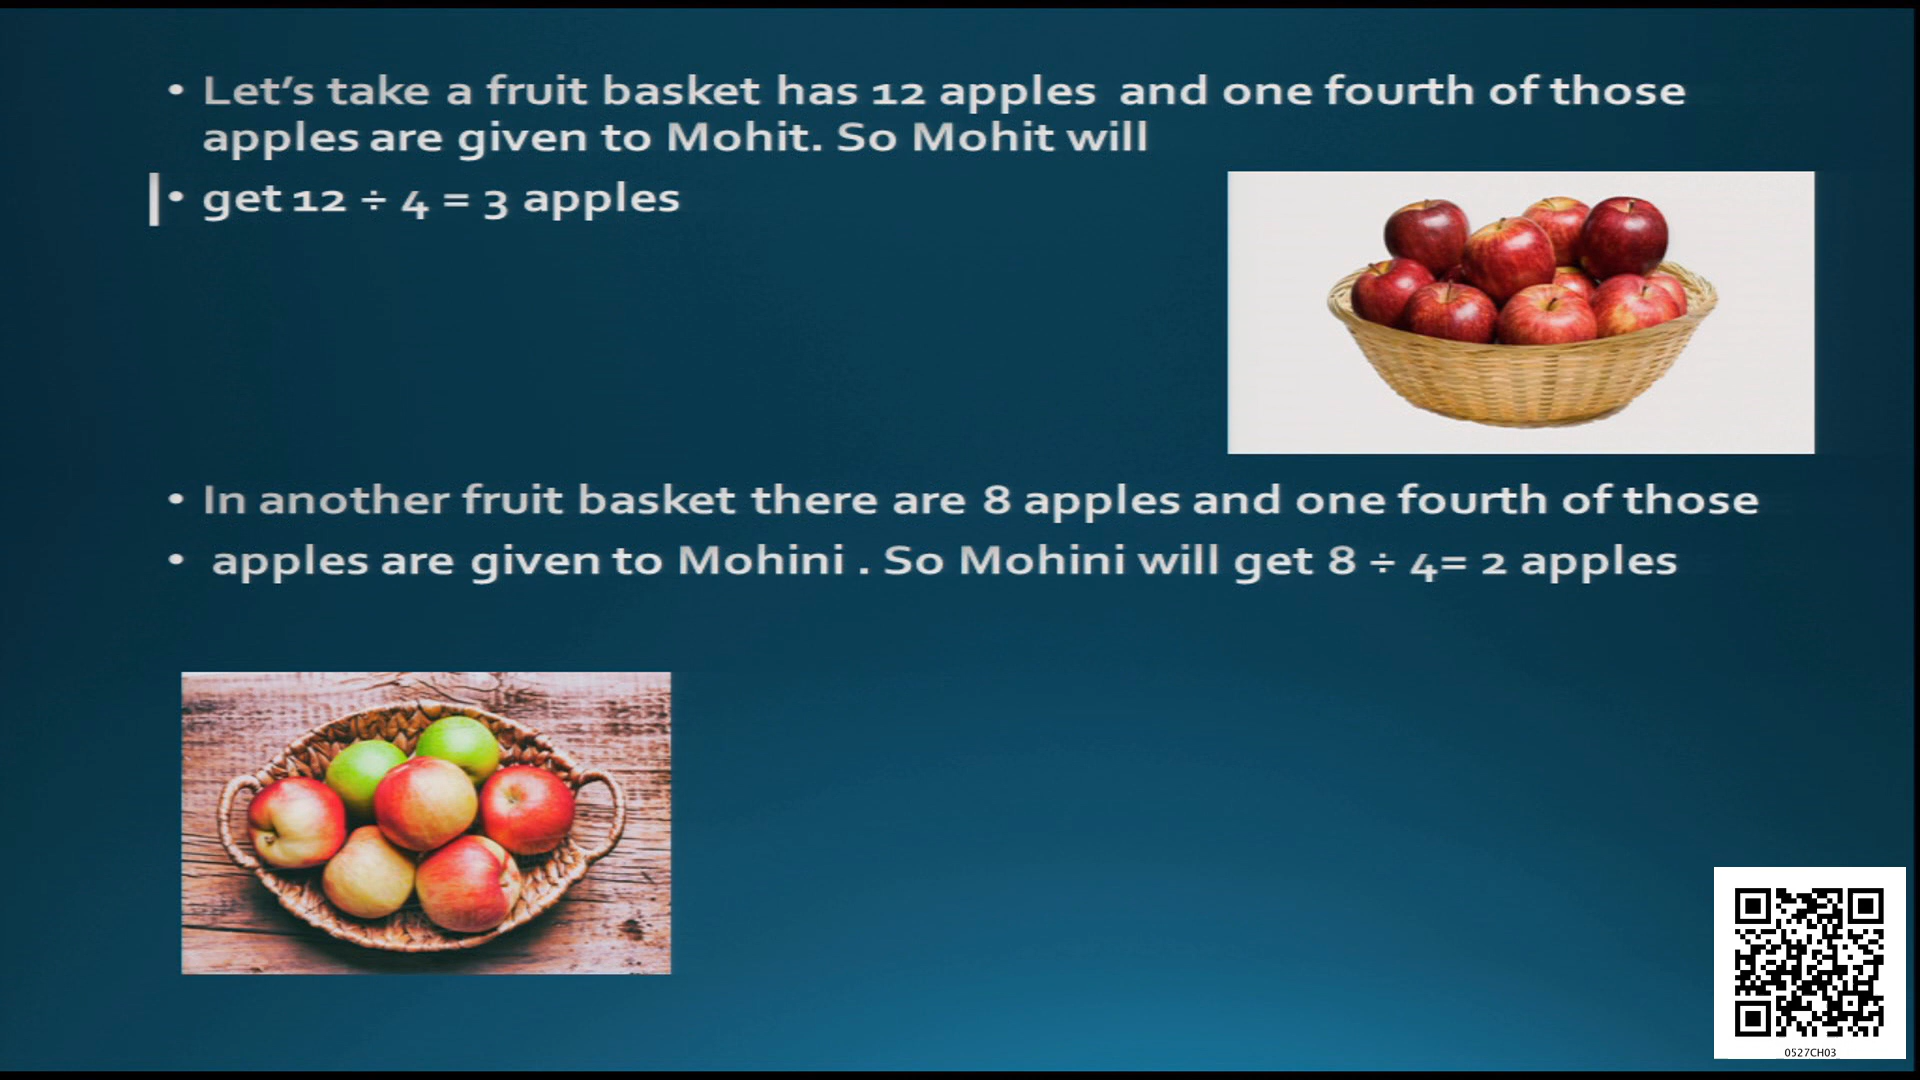 • Let's take a fruit basket has 12 apples and one fourth of those
apples are given to Mohit. So Mohit will
• get 12 ÷ 4 = 3 apples
• In another fruit basket there are 8 apples and one fourth of those
• apples are given to Mohini . So Mohini will get 8 ÷ 4= 2 apples
0527CH03